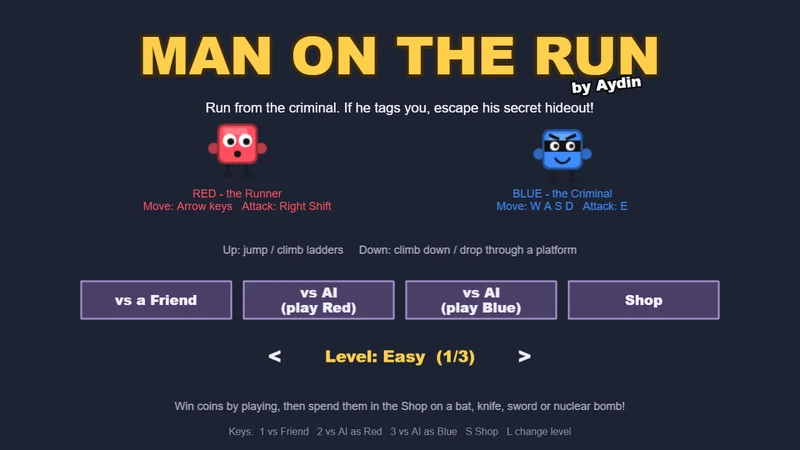 MAN ON THE RUN
by Aydin
Run from the criminal. If he tags you, escape his secret hideout!
RED - the Runner
Move: Arrow keys Attack: Right Shift
BLUE - the Criminal
Move: W A S D Attack: E
Up: jump / climb ladders Down: climb down / drop through a platform
vs a Friend
vs AI
(play Red)
vs AI
(play Blue)
Shop
< Level: Easy (1/3) >
Win coins by playing, then spend them in the Shop on a bat, knife, sword or nuclear bomb!
Keys: 1 vs Friend 2 vs AI as Red 3 vs AI as Blue S Shop L change level